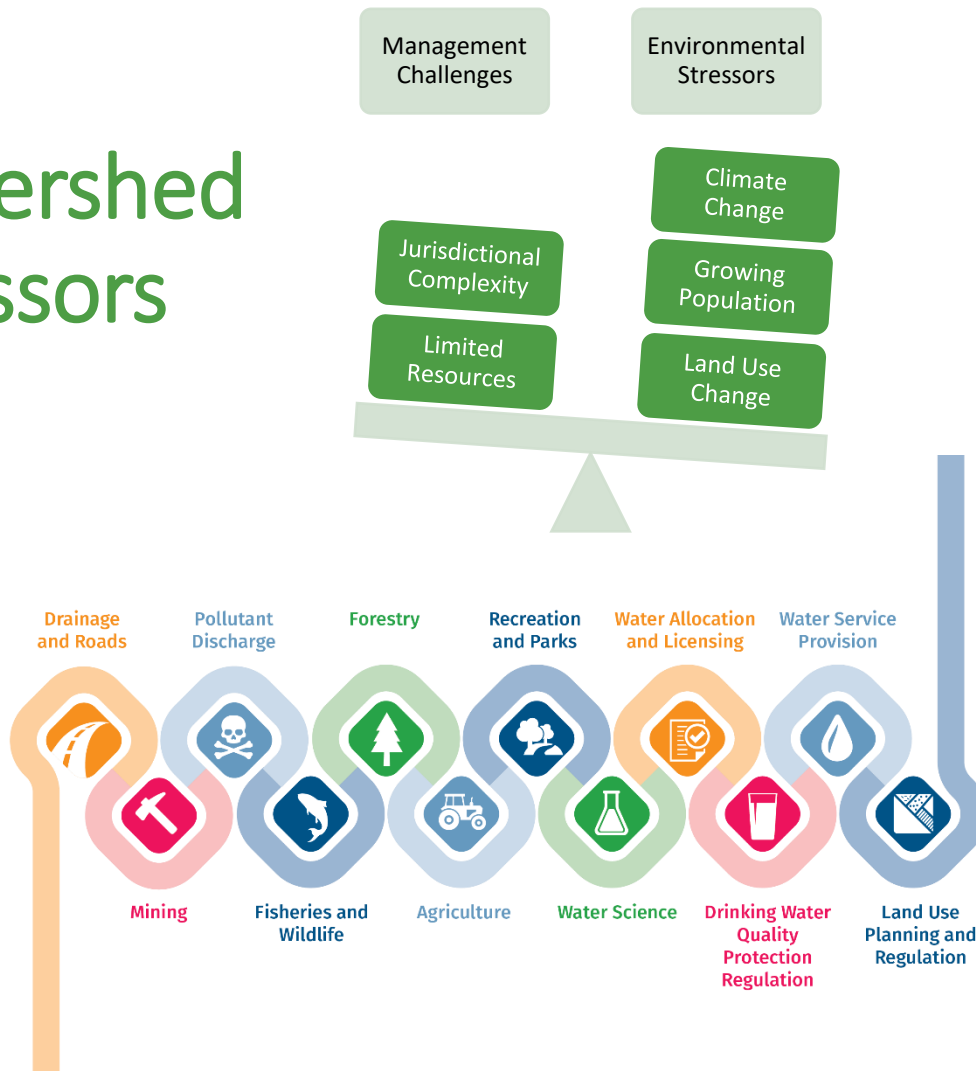 Management
Challenges
Environmental
Stressors
ershed
ssors
Climate
Change
Jurisdictional
Complexity
Growing
Population
Limited
Resources
Land Use
Change
Drainage
and Roads
Pollutant
Discharge
Forestry
Recreation
and Parks
Water Allocation
and Licensing
Water Service
Provision
Mining
Fisheries and
Wildlife
Agriculture
Water Science
Drinking Water
Quality
Protection
Regulation
Land Use
Planning and
Regulation